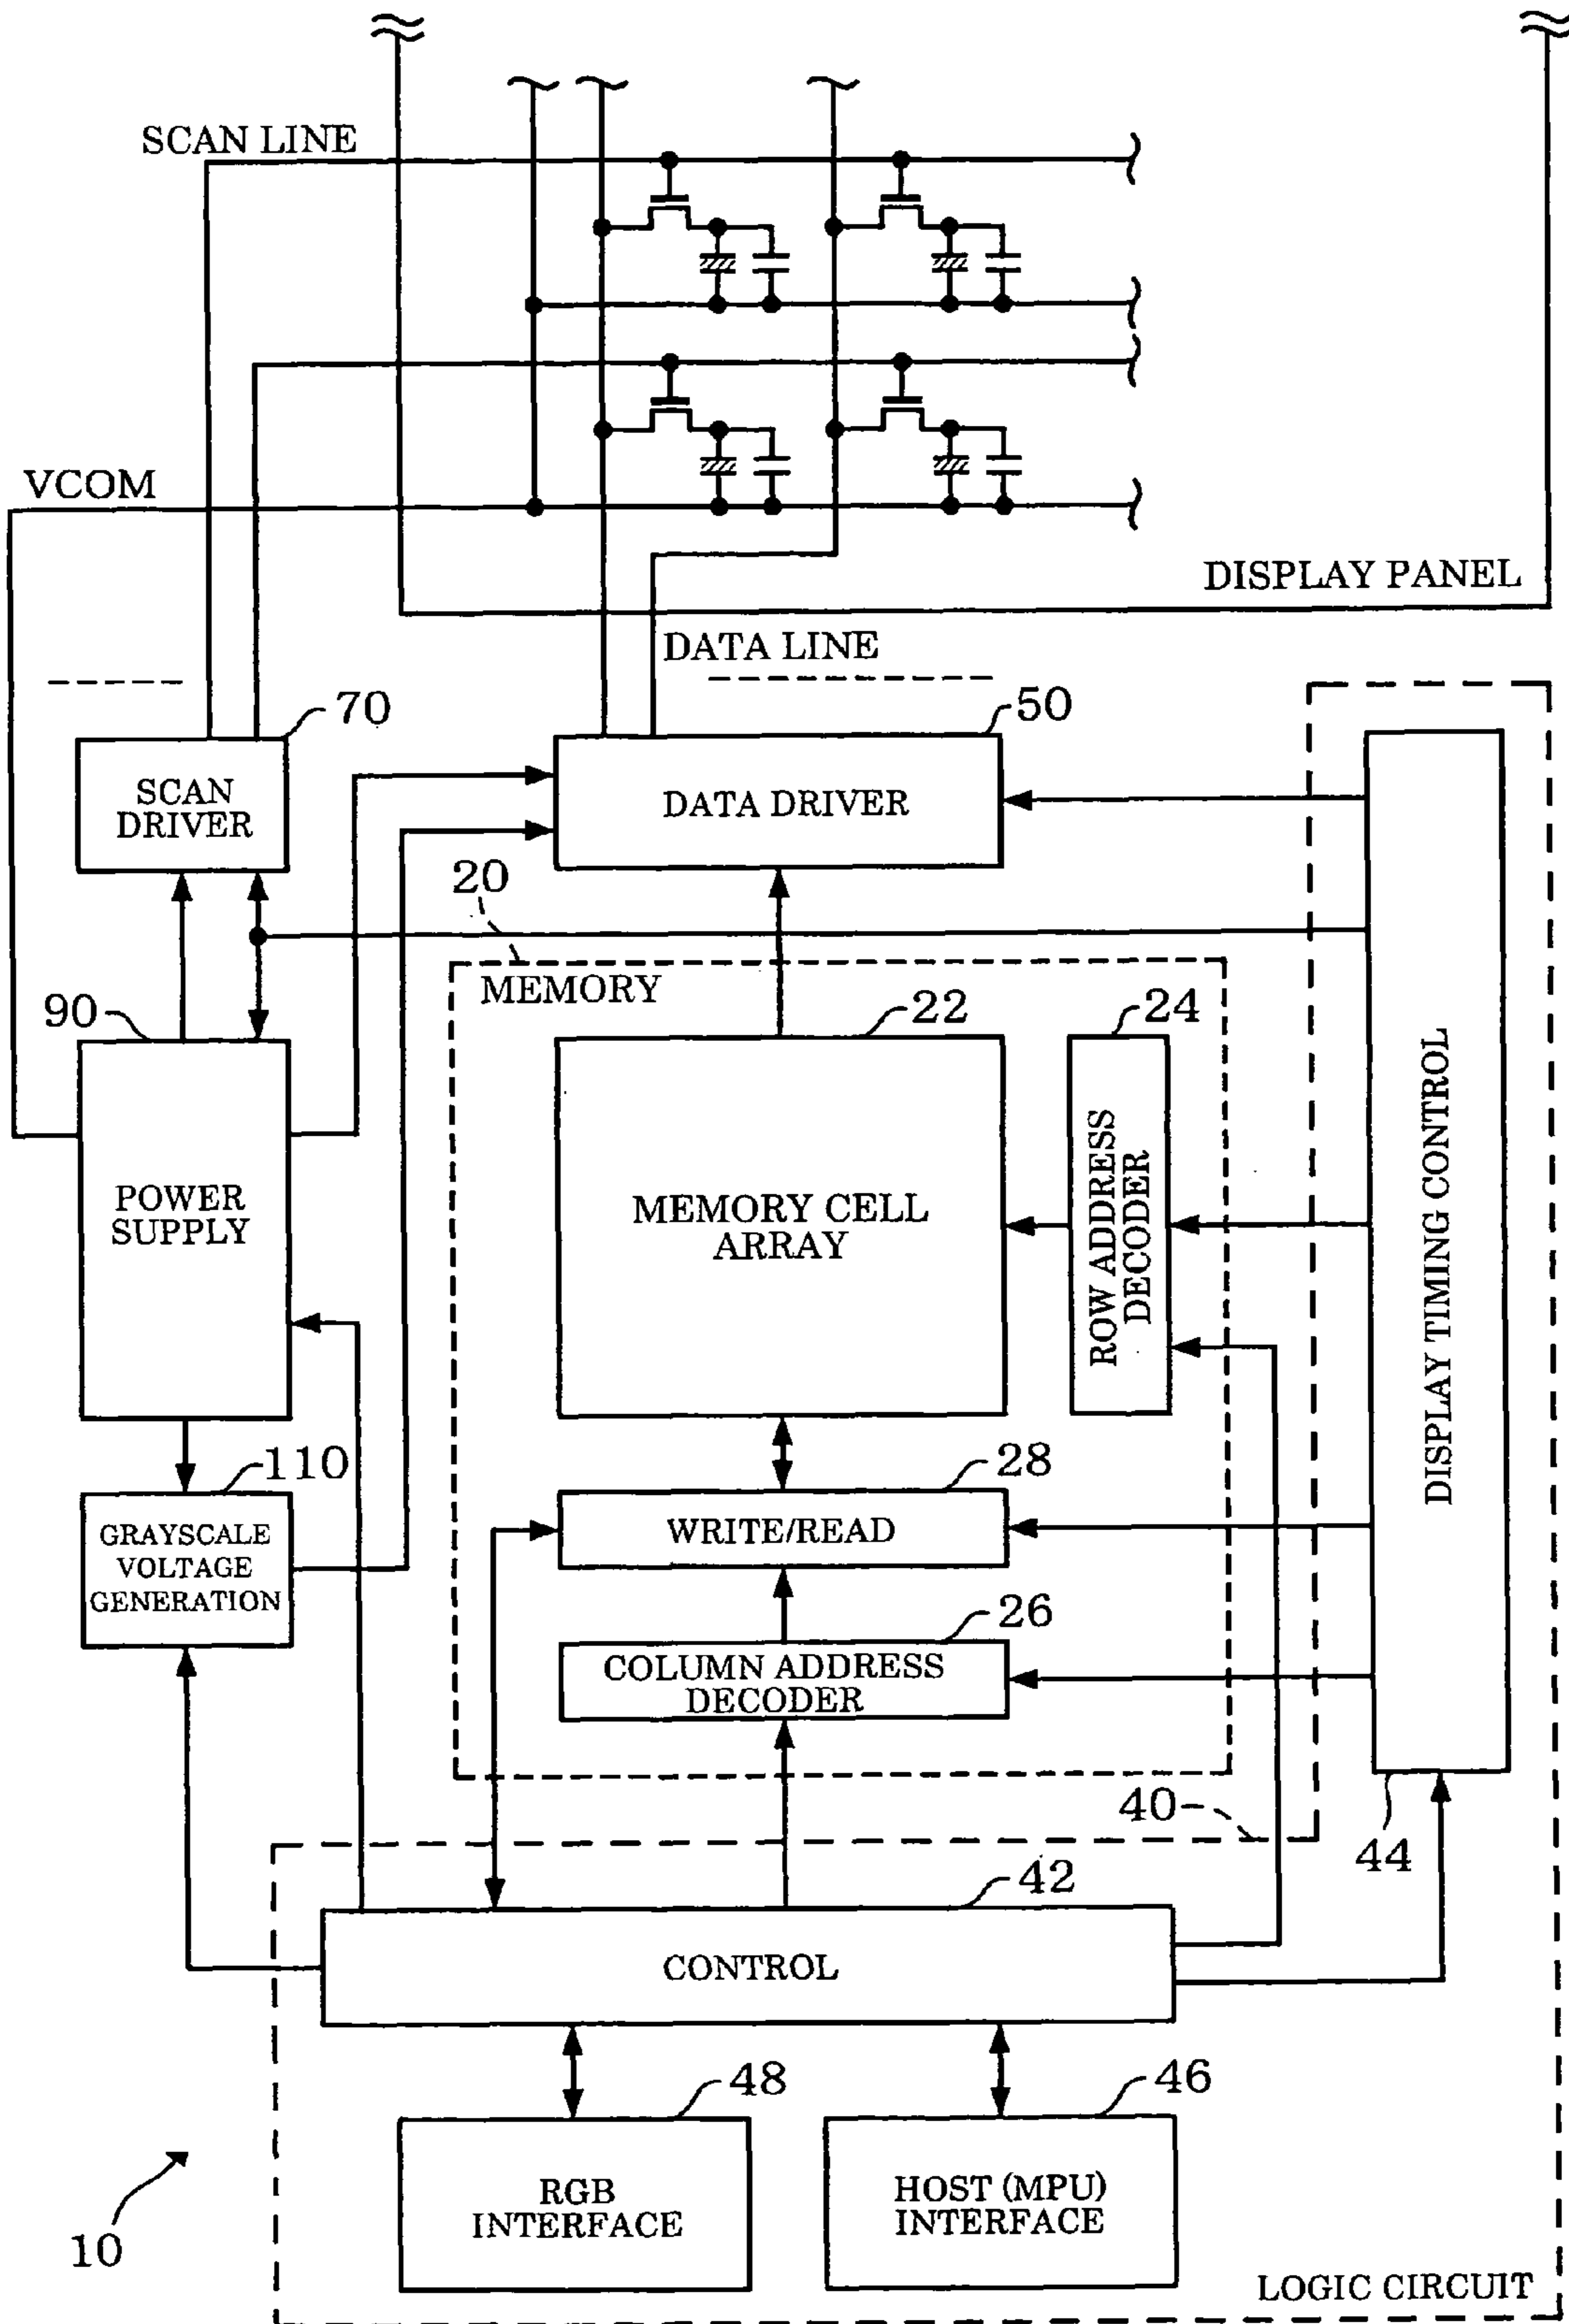 SCAN LINE
VCOM
DISPLAY PANEL
DATA LINE
70
50
SCAN
DRIVER
DATA DRIVER
20
MEMORY
90
22
24
POWER
SUPPLY
MEMORY CELL
ARRAY
ROW ADDRESS
DECODER
DISPLAY TIMING CONTROL
110
28
GRAYSCALE
VOLTAGE
GENERATION
WRITE/READ
26
COLUMN ADDRESS
DECODER
40
44
42
CONTROL
48
46
RGB
INTERFACE
HOST (MPU)
INTERFACE
10
LOGIC CIRCUIT